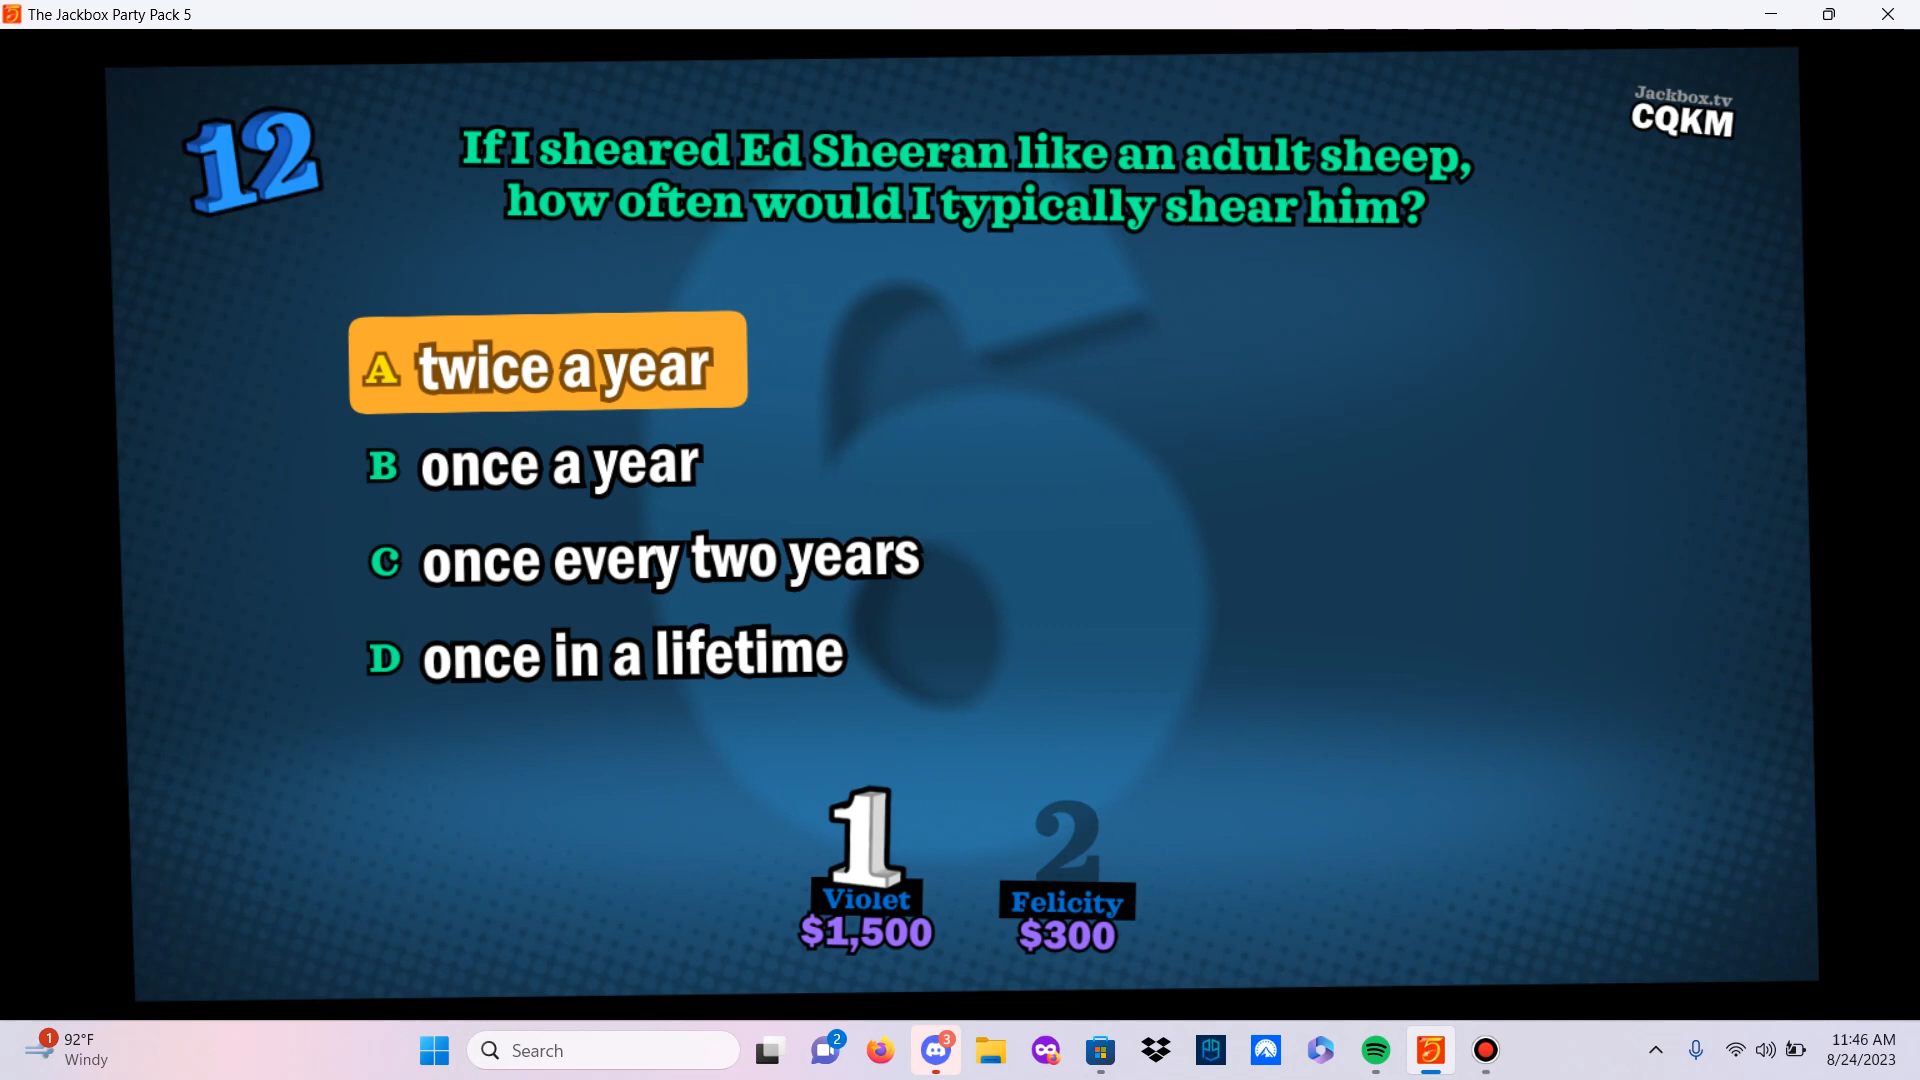 The Jackbox Party Pack 5
Jackbox.tv
CQKM
12
If I sheared Ed Sheeran like an adult sheep,
how often would I typically shear him?
A twice a year
B once a year
C once every two years
D once in a lifetime
6
1 2
Violet Felicity
$1,500 $300
1 92°F
Windy
Search
2
3
5
11:46 AM
8/24/2023